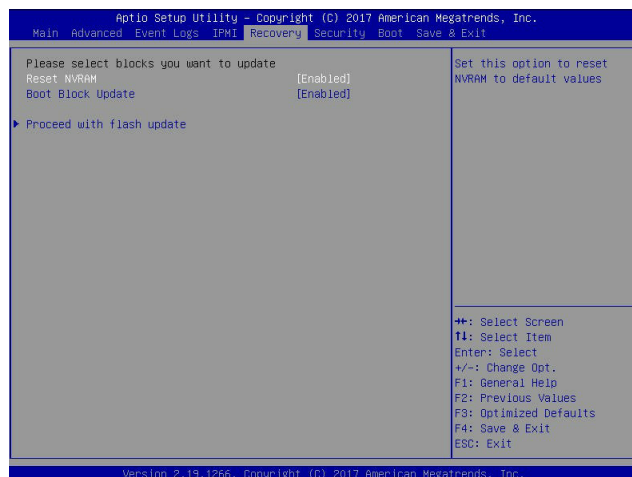 Aptio Setup Utility – Copyright (C) 2017 American Megatrends, Inc.
Main Advanced Event Logs IPMI Recovery Security Boot Save & Exit
Please select blocks you want to update
Reset NVRAM [Enabled]
Boot Block Update [Enabled]
Proceed with flash update
Set this option to reset
NVRAM to default values
→←: Select Screen
↑↓: Select Item
Enter: Select
+/-: Change Opt.
F1: General Help
F2: Previous Values
F3: Optimized Defaults
F4: Save & Exit
ESC: Exit
Version 2.19.1266. Copyright (C) 2017 American Megatrends, Inc.